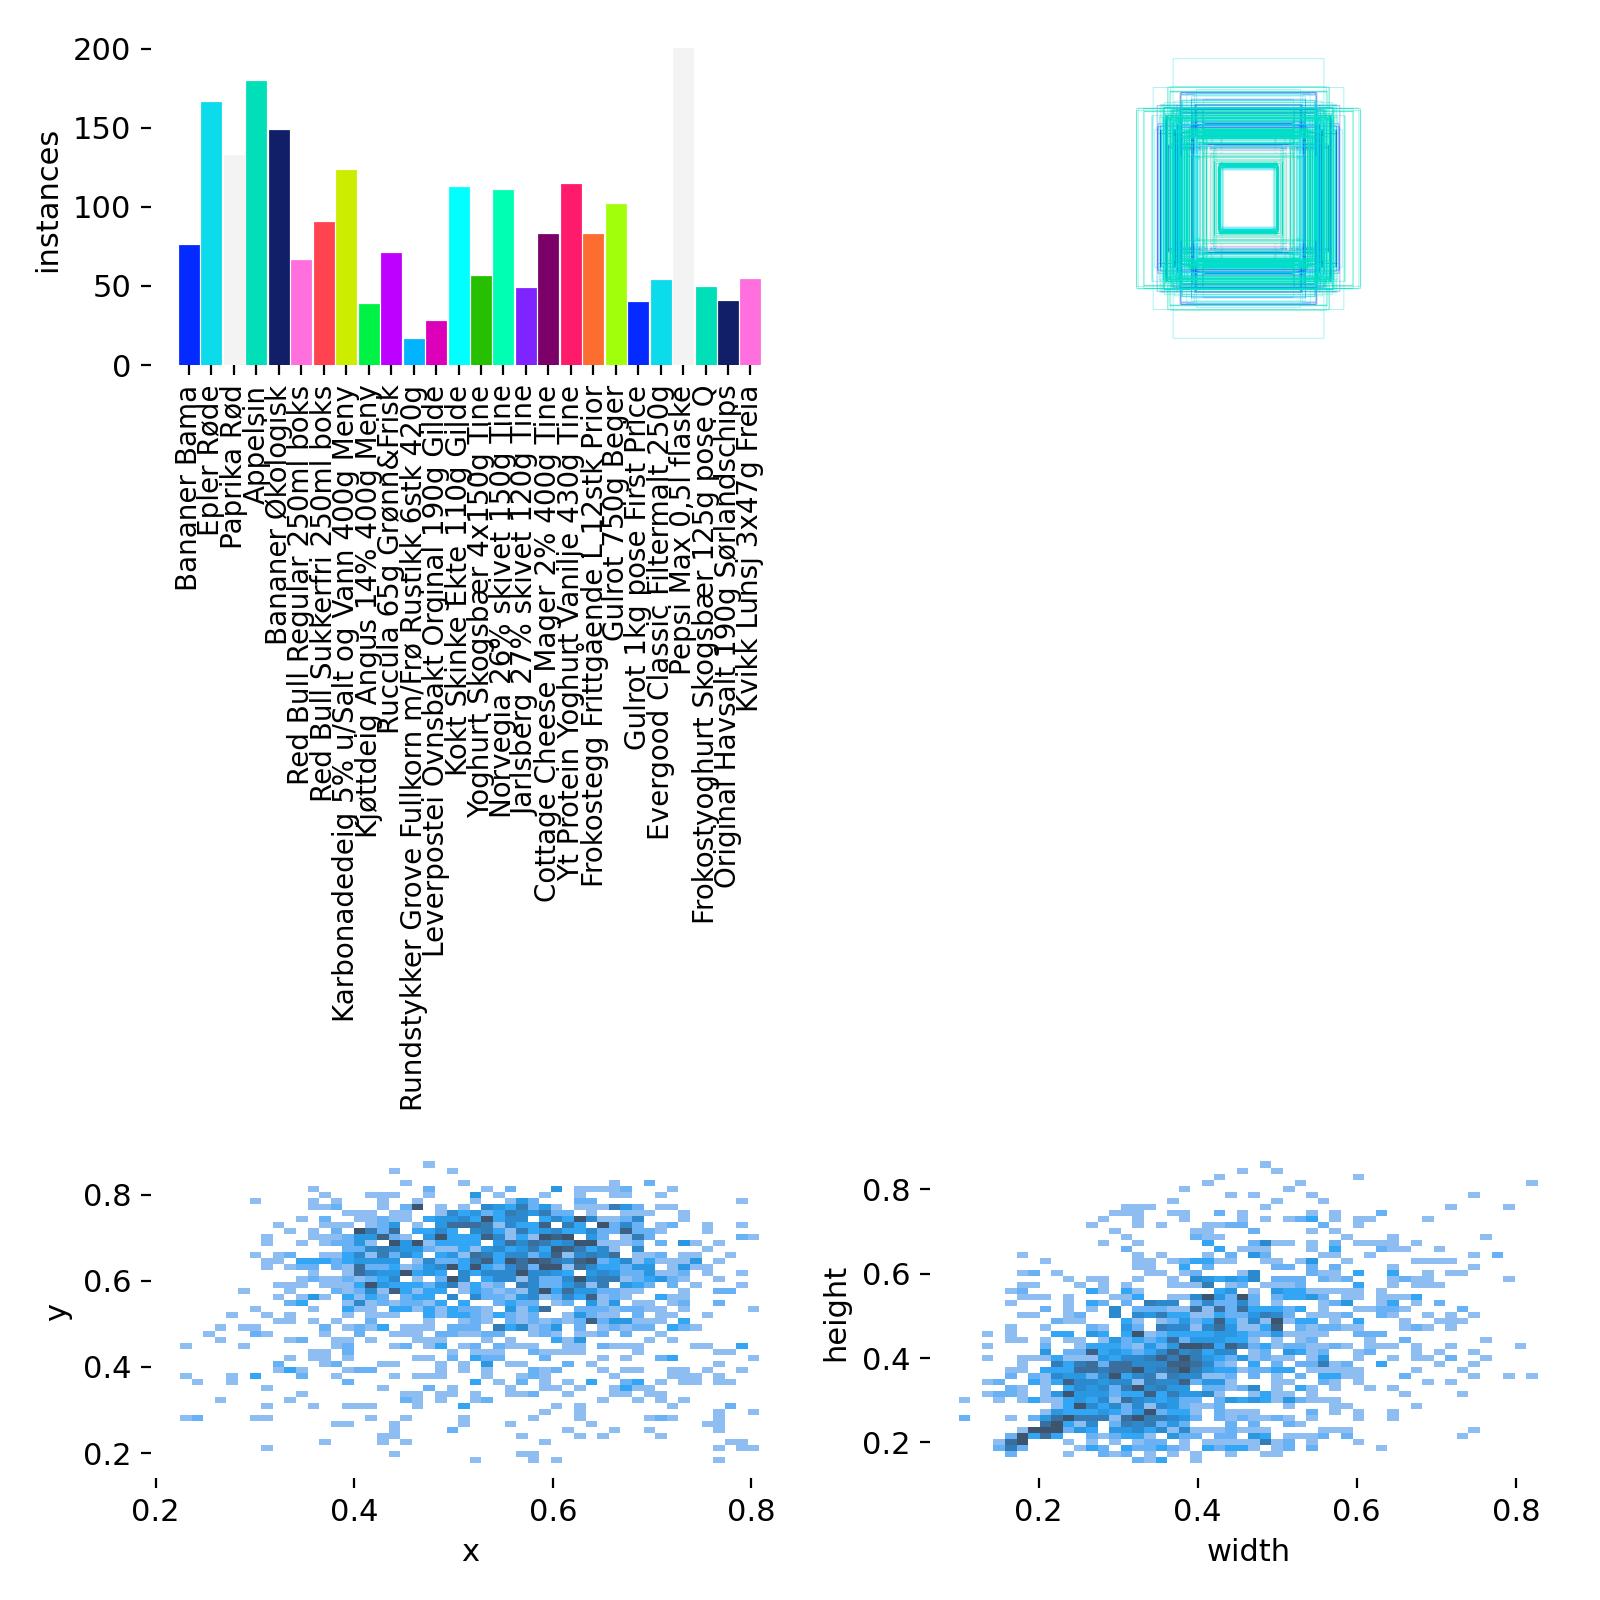 instances
200
150
100
50
0
Bananer Bama
Epler Røde
Paprika Rød
Appelsin
Bananer Økologisk
Red Bull Regular 250ml boks
Red Bull Sukkerfri 250ml boks
Karbonadedeig 5% u/Salt og Vann 400g Meny
Kjøttdeig Angus 14% 400g Meny
Ruccula 65g Grønn&Frisk
Rundstykker Grove Fullkorn m/Frø Rustikk 6stk 420g
Leverpostei Ovnsbakt Orginal 190g Gilde
Kokt Skinke Ekte 110g Gilde
Yoghurt Skogsbær 4x150g Tine
Norvegia 26% skivet 150g Tine
Jarlsberg 27% skivet 120g Tine
Cottage Cheese Mager 2% 400g Tine
Yt Protein Yoghurt Vanilje 430g Tine
Frokostegg Frittgående L 12stk Prior
Gulrot 750g Beger
Gulrot 1kg pose First Price
Evergood Classic Filtermalt 250g
Pepsi Max 0,5l flaske
Frokostyoghurt Skogsbær 125g pose Q
Original Havsalt 190g Sørlandschips
Kvikk Lunsj 3x47g Freia
y
0.8
0.6
0.4
0.2
0.2 0.4 0.6 0.8
x
height
0.8
0.6
0.4
0.2
0.2 0.4 0.6 0.8
width